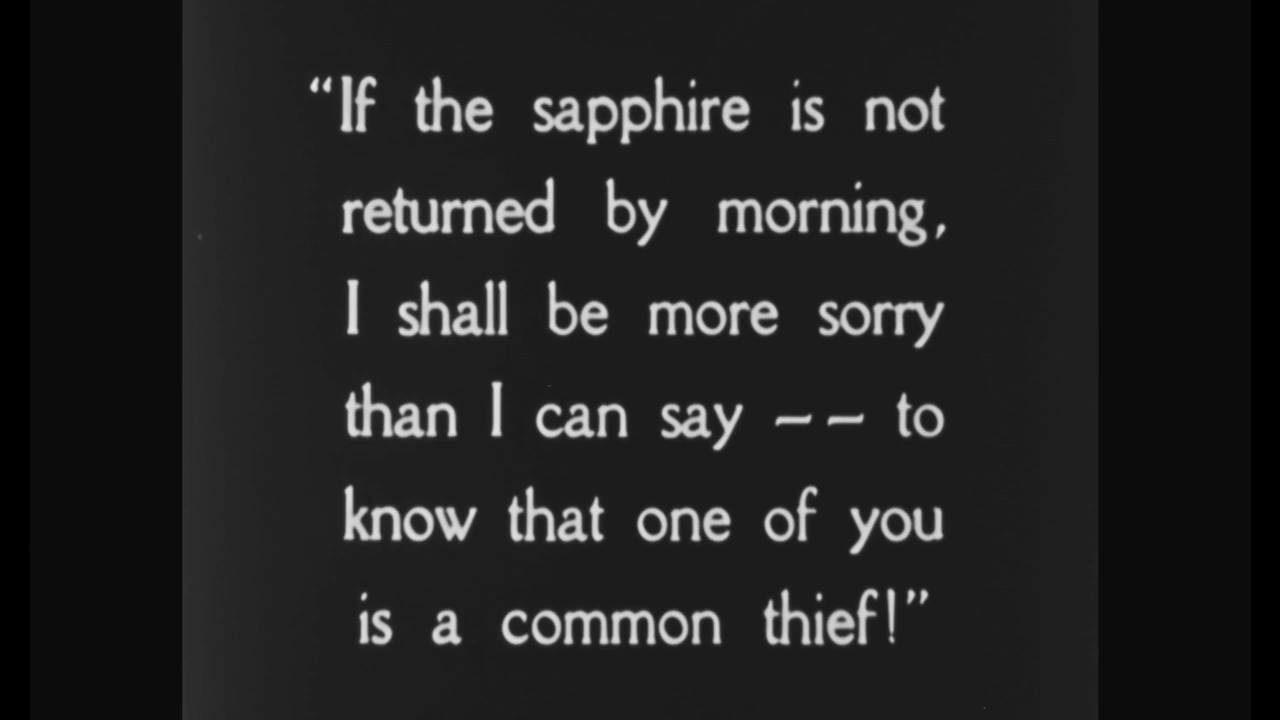 “If the sapphire is not
returned by morning,
I shall be more sorry
than I can say -- to
know that one of you
is a common thief!”